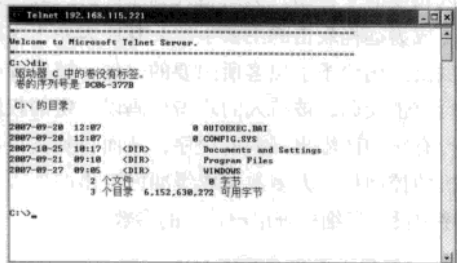 Telnet 192.168.115.221
Welcome to Microsoft Telnet Server.
C:\>dir
驱动器 C 中的卷没有标签。
卷的序列号是 BC06-377B
C:\ 的目录
2007-09-20 12:07 0 AUTOEXEC.BAT
2007-09-20 12:07 0 CONFIG.SYS
2007-10-25 10:17 <DIR> Documents and Settings
2007-09-21 09:10 <DIR> Program Files
2007-09-27 09:05 <DIR> WINDOWS
2 个文件 0 字节
3 个目录 6,152,630,272 可用字节
C:\>_